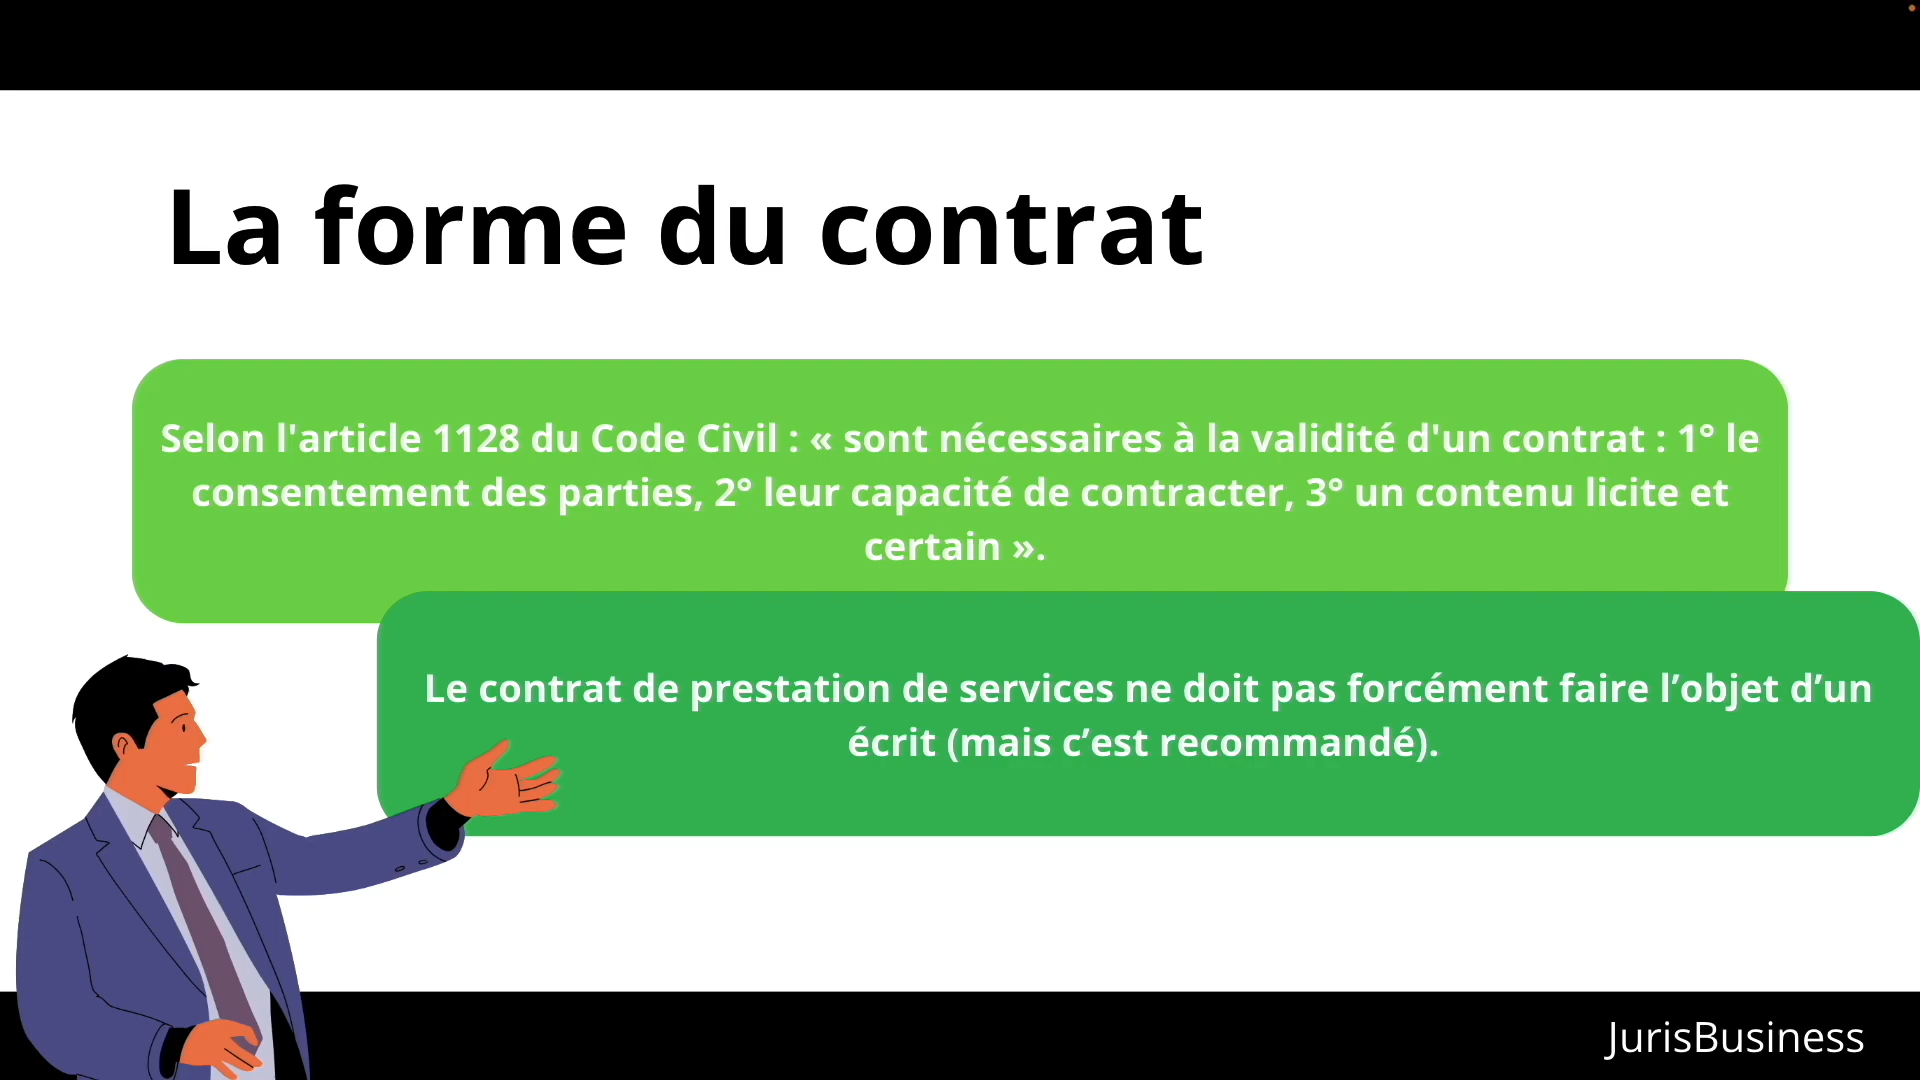 La forme du contrat
Selon l'article 1128 du Code Civil : « sont nécessaires à la validité d'un contrat : 1° le
consentement des parties, 2° leur capacité de contracter, 3° un contenu licite et
certain ».
Le contrat de prestation de services ne doit pas forcément faire l’objet d’un
écrit (mais c’est recommandé).
JurisBusiness